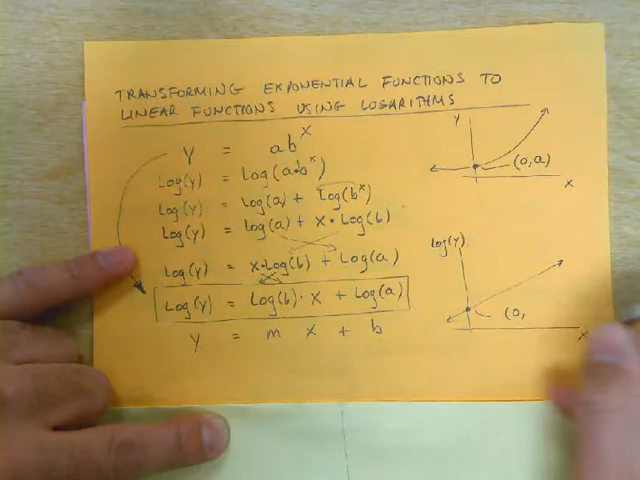 TRANSFORMING EXPONENTIAL FUNCTIONS TO
LINEAR FUNCTIONS USING LOGARITHMS
y = ab^x
Log(y) = Log(a·b^x)
Log(y) = Log(a) + Log(b^x)
Log(y) = Log(a) + x·Log(b)
Log(y) = x·Log(b) + Log(a)
Log(y) = Log(b)·x + Log(a)
y = m x + b
y
(0,a)
x
Log(y)
(0,
x